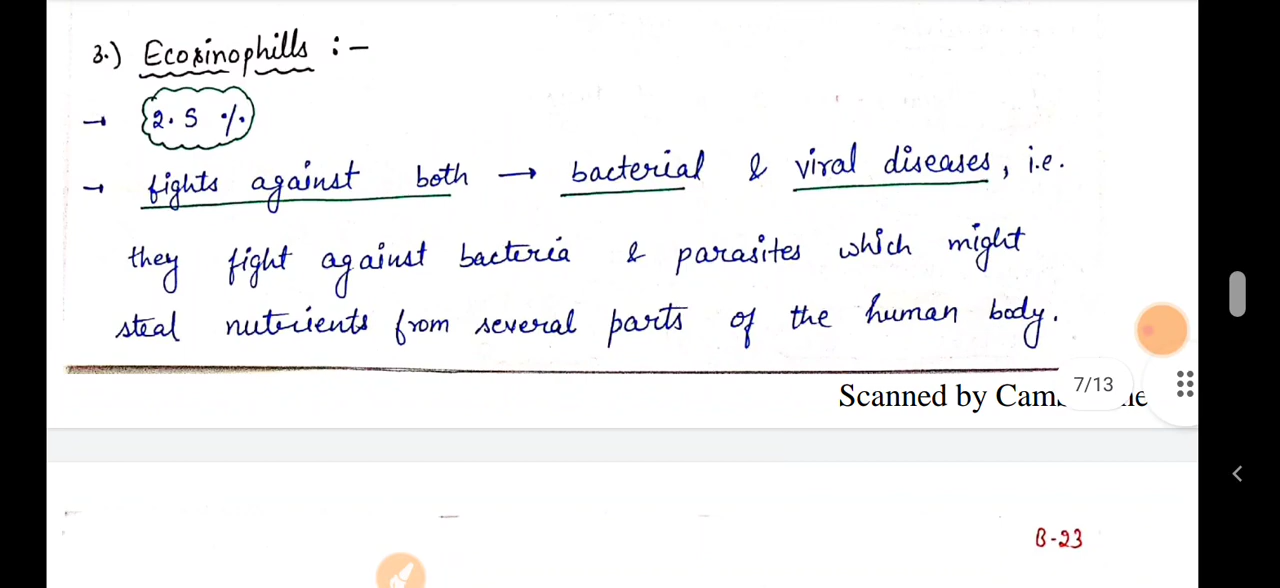 3.) Ecosinophills :-
→ 2.5 %
→ fights against both → bacterial & viral diseases, i.e.
they fight against bacteria & parasites which might
steal nutrients from several parts of the human body.
Scanned by Cam
7/13
B-23